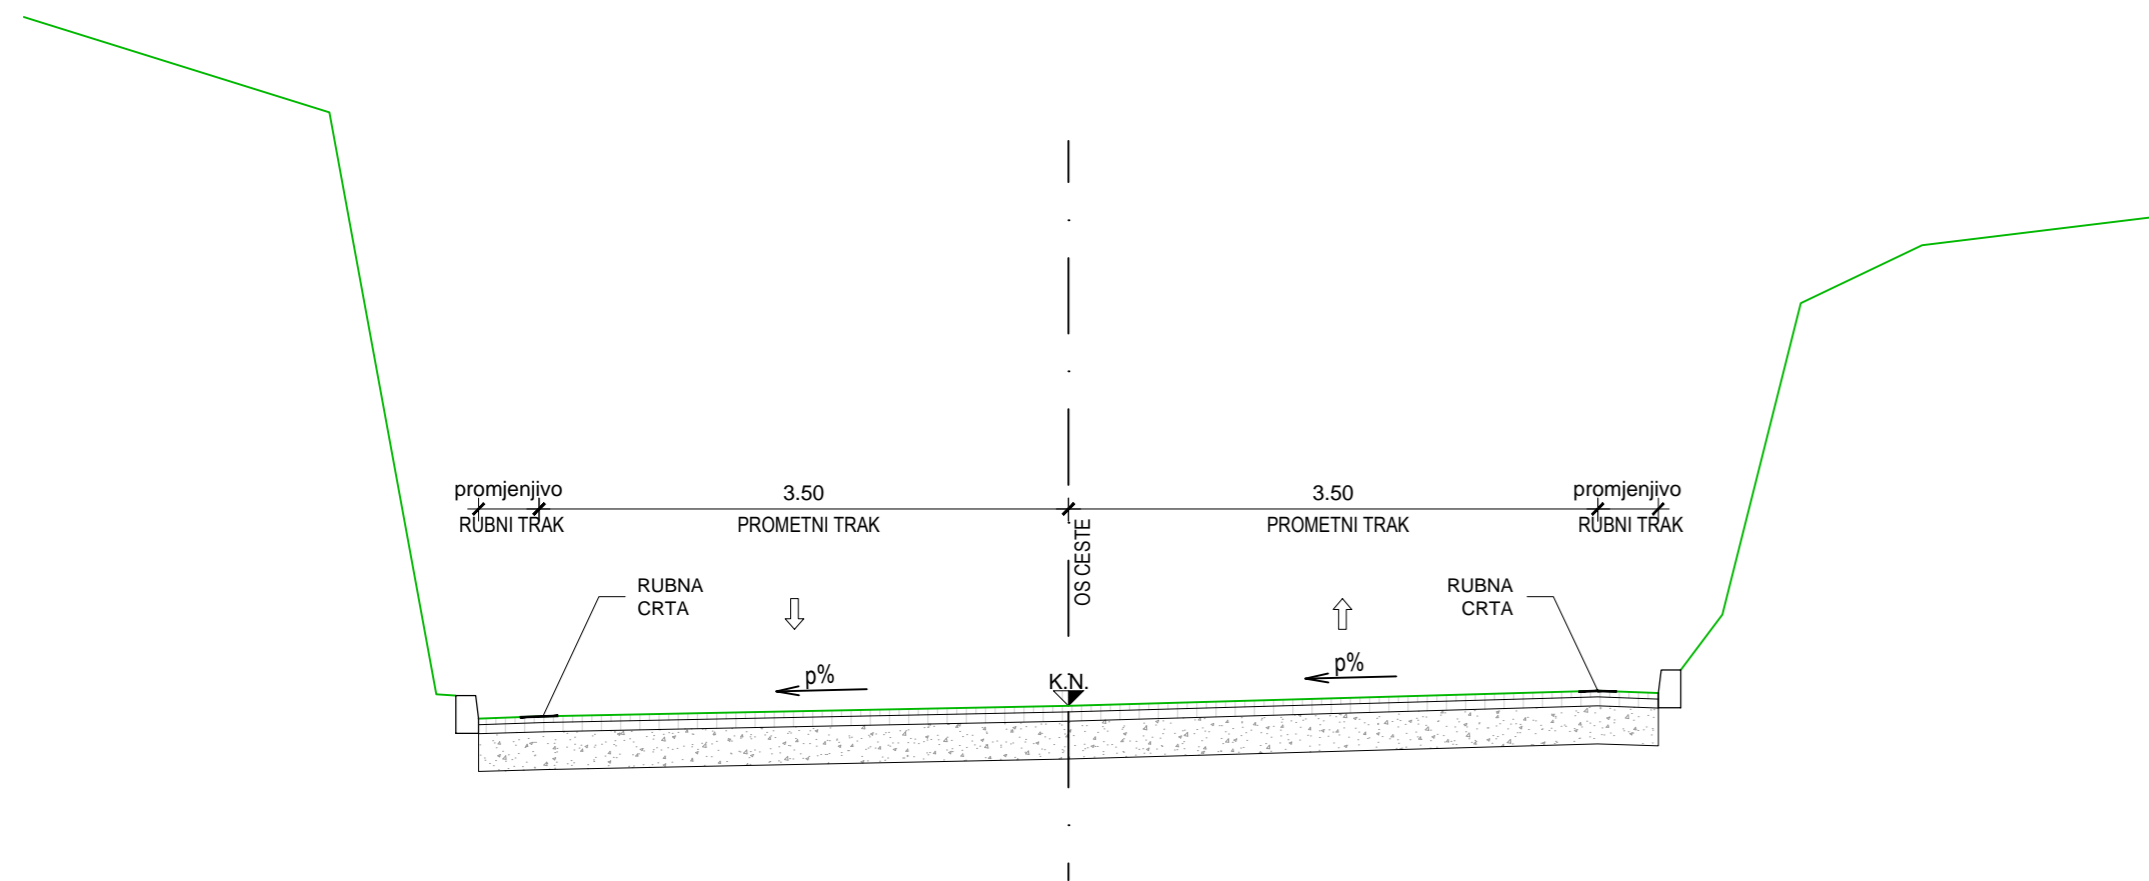 promjenjivo
3.50
3.50
promjenjivo
RUBNI TRAK
PROMETNI TRAK
PROMETNI TRAK
RUBNI TRAK
OS CESTE
RUBNA
CRTA
RUBNA
CRTA
p%
p%
K.N.